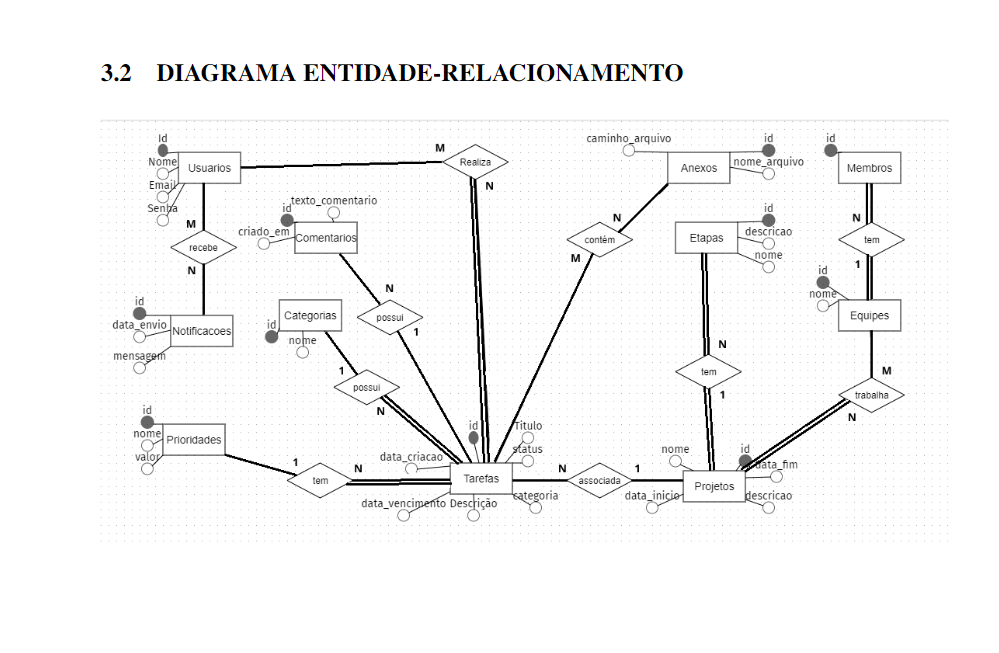 3.2 DIAGRAMA ENTIDADE-RELACIONAMENTO
Id
Nome
Email
Senha
Usuarios
M
Realiza
N
caminho_arquivo
Anexos
id
nome_arquivo
id
Membros
M
recebe
N
id
texto_comentario
criado_em
Comentarios
N
contèm
M
id
Etapas
descricao
nome
N
tem
1
id
data_envio
mensagem
Notificacoes
id
Categorias
nome
N
possui
1
id
nome
Equipes
1
possui
N
N
tem
1
M
trabalha
N
id
nome
valor
Prioridades
1
tem
N
id
Titulo
status
data_criacao
Tarefas
data_vencimento
Descrição
categoria
N
associada
1
nome
id
data_fim
Projetos
data_inicio
descricao